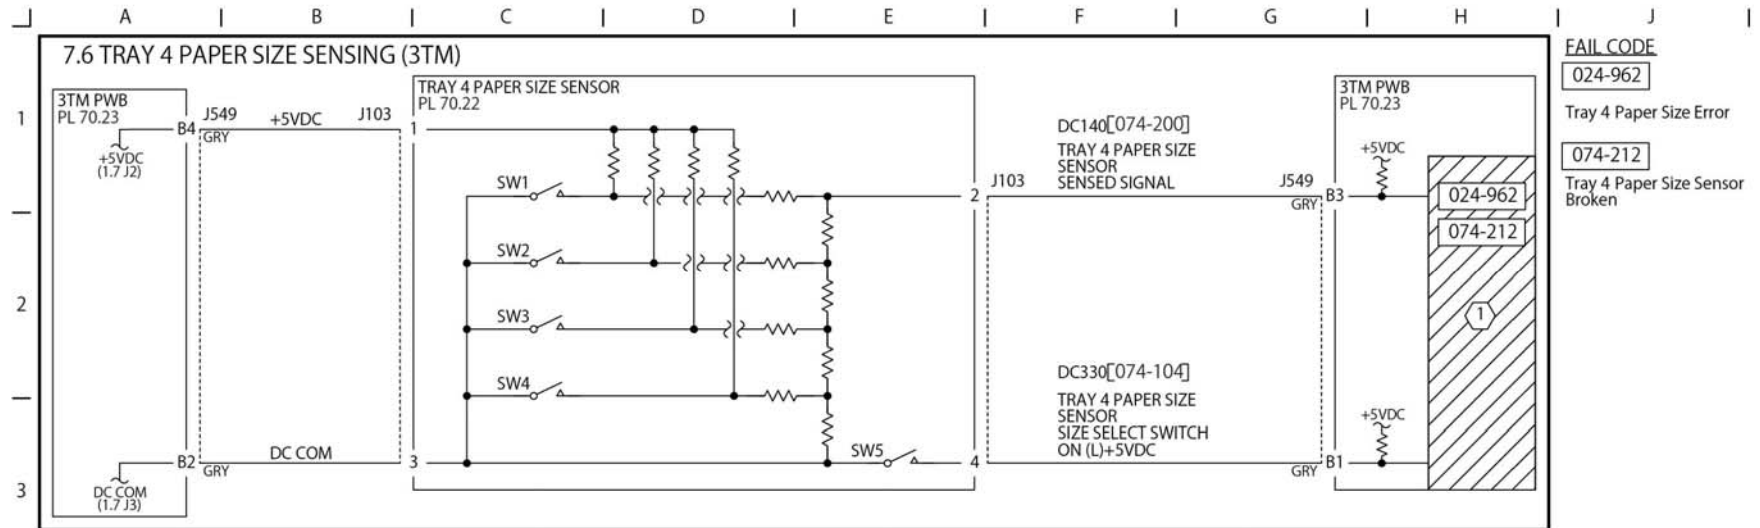 A B C D E F G H J
7.6 TRAY 4 PAPER SIZE SENSING (3TM)
1
2
3
3TM PWB
PL 70.23
+5VDC
(1.7 J2)
B4
J549
GRY
+5VDC
J103
1
B2
GRY
DC COM
3
DC COM
(1.7 J3)
TRAY 4 PAPER SIZE SENSOR
PL 70.22
SW1
SW2
SW3
SW4
SW5
2
4
J103
DC140[074-200]
TRAY 4 PAPER SIZE
SENSOR
SENSED SIGNAL
J549
GRY
B3
DC330[074-104]
TRAY 4 PAPER SIZE
SENSOR
SIZE SELECT SWITCH
ON (L)+5VDC
GRY
B1
3TM PWB
PL 70.23
+5VDC
024-962
074-212
1
+5VDC
FAIL CODE
024-962
Tray 4 Paper Size Error
074-212
Tray 4 Paper Size Sensor
Broken